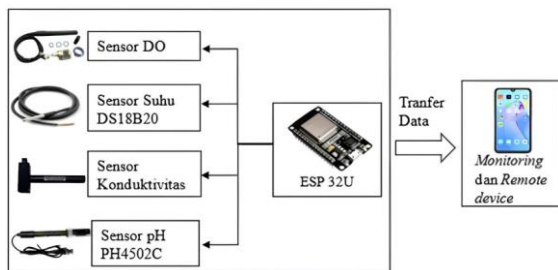 Sensor DO
Sensor Suhu
DS18B20
Sensor
Konduktivitas
Sensor pH
PH4502C
ESP 32U
Tranfer
Data
Monitoring
dan Remote
device